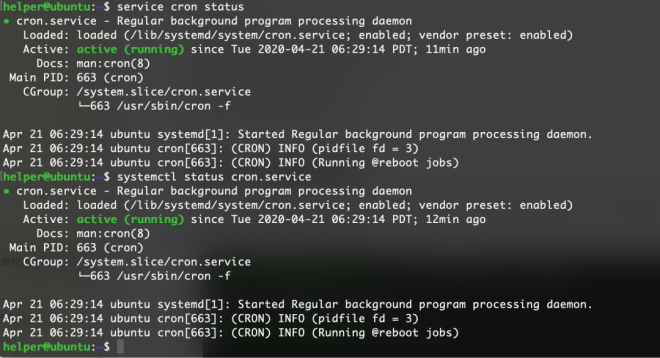 helper@ubuntu:~$ service cron status
● cron.service - Regular background program processing daemon
Loaded: loaded (/lib/systemd/system/cron.service; enabled; vendor preset: enabled)
Active: active (running) since Tue 2020-04-21 06:29:14 PDT; 11min ago
Docs: man:cron(8)
Main PID: 663 (cron)
CGroup: /system.slice/cron.service
└─663 /usr/sbin/cron -f
Apr 21 06:29:14 ubuntu systemd[1]: Started Regular background program processing daemon.
Apr 21 06:29:14 ubuntu cron[663]: (CRON) INFO (pidfile fd = 3)
Apr 21 06:29:14 ubuntu cron[663]: (CRON) INFO (Running @reboot jobs)
helper@ubuntu:~$ systemctl status cron.service
● cron.service - Regular background program processing daemon
Loaded: loaded (/lib/systemd/system/cron.service; enabled; vendor preset: enabled)
Active: active (running) since Tue 2020-04-21 06:29:14 PDT; 12min ago
Docs: man:cron(8)
Main PID: 663 (cron)
CGroup: /system.slice/cron.service
└─663 /usr/sbin/cron -f
Apr 21 06:29:14 ubuntu systemd[1]: Started Regular background program processing daemon.
Apr 21 06:29:14 ubuntu cron[663]: (CRON) INFO (pidfile fd = 3)
Apr 21 06:29:14 ubuntu cron[663]: (CRON) INFO (Running @reboot jobs)
helper@ubuntu:~$